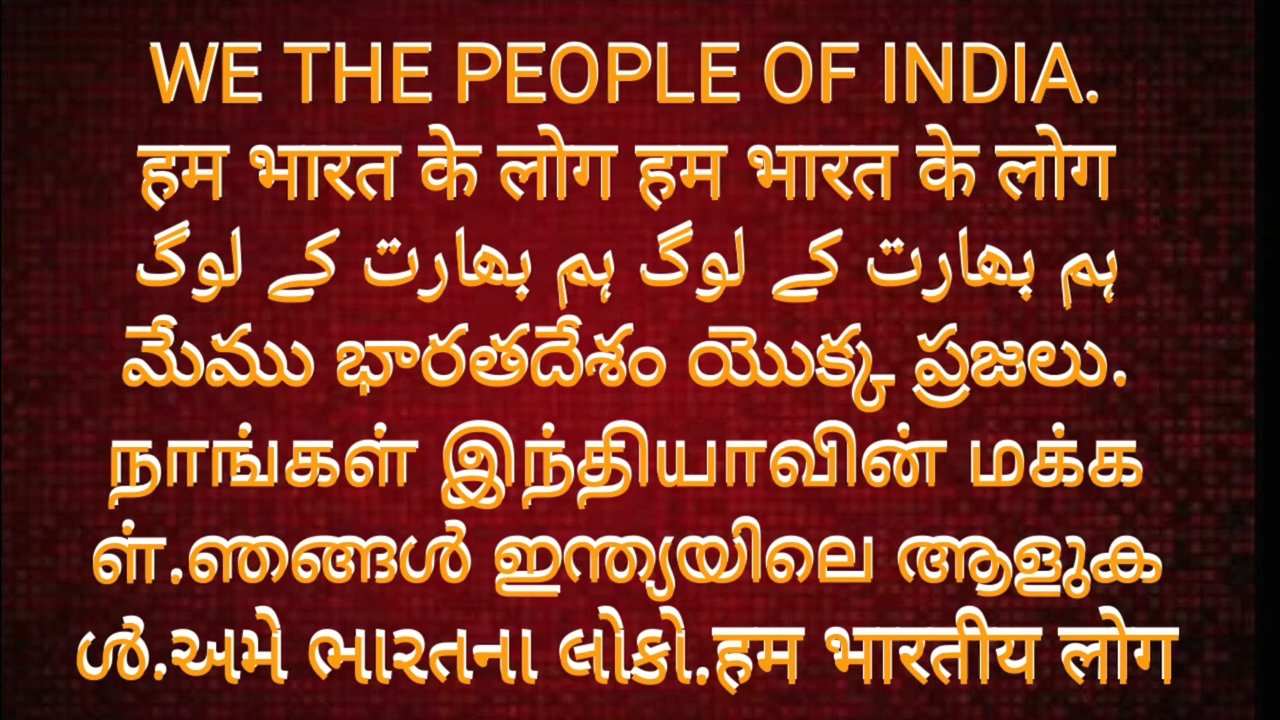 WE THE PEOPLE OF INDIA.
हम भारत के लोग हम भारत के लोग
ہم بھارت کے لوگ ہم بھارت کے لوگ
మేము భారతదేశం యొక్క ప్రజలు.
நாங்கள் இந்தியாவின் மக்க
ள்.ഞങ്ങൾ ഇന്ത്യയിലെ ആളുക
ൾ.અમે ભારતના લોકો.हम भारतीय लोग